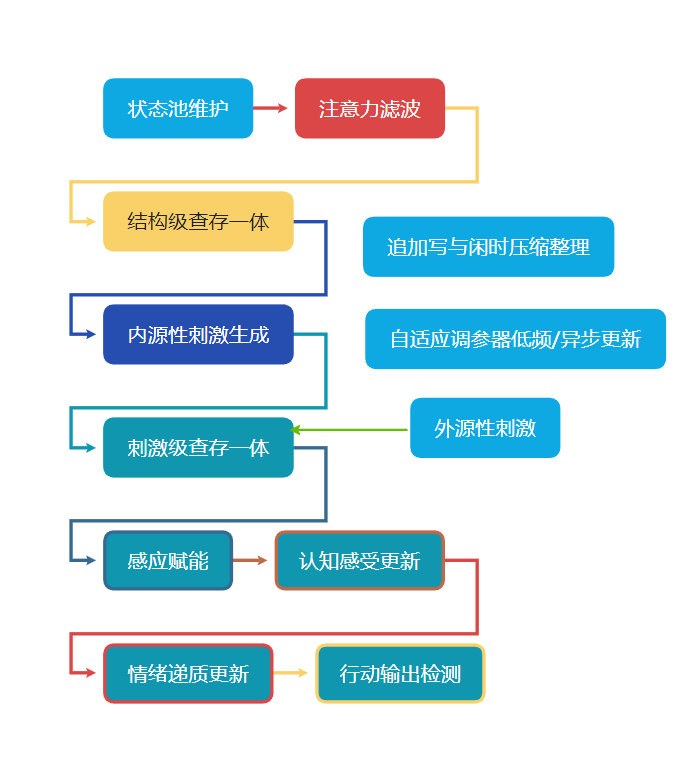 状态池维护
注意力滤波
结构级查存一体
追加写与闲时压缩整理
内源性刺激生成
自适应调参器低频/异步更新
刺激级查存一体
外源性刺激
感应赋能
认知感受更新
情绪递质更新
行动输出检测